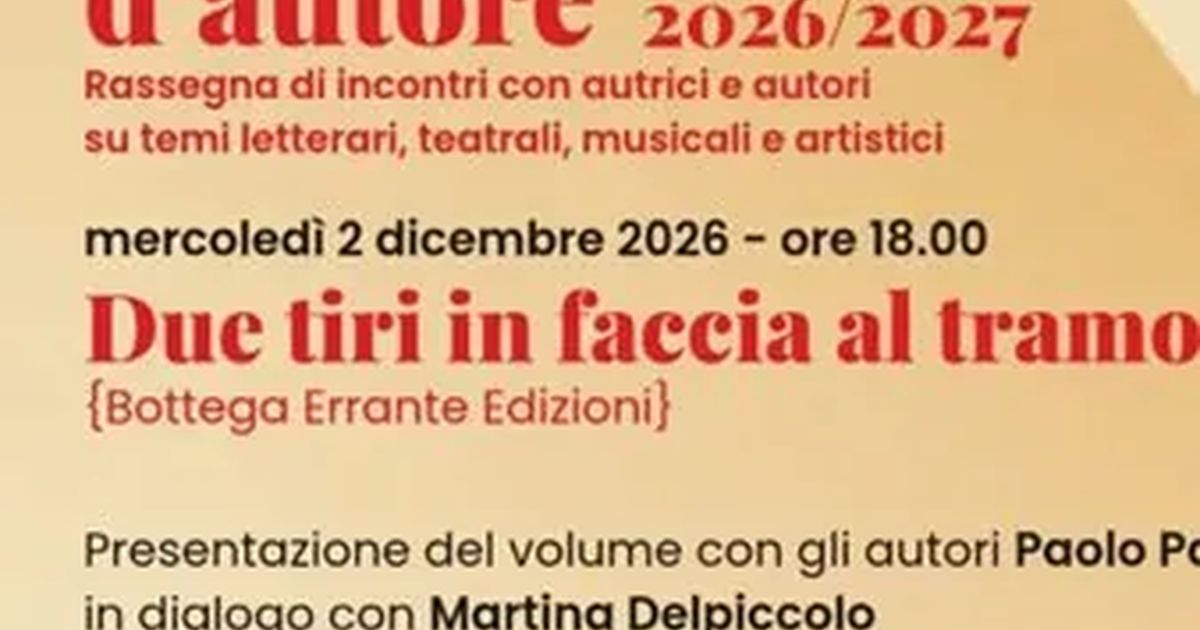 d'autore 2026/2027
Rassegna di incontri con autrici e autori
su temi letterari, teatrali, musicali e artistici
mercoledì 2 dicembre 2026 - ore 18.00
Due tiri in faccia al tramo
{Bottega Errante Edizioni}
Presentazione del volume con gli autori Paolo
in dialogo con Martina Delpiccolo